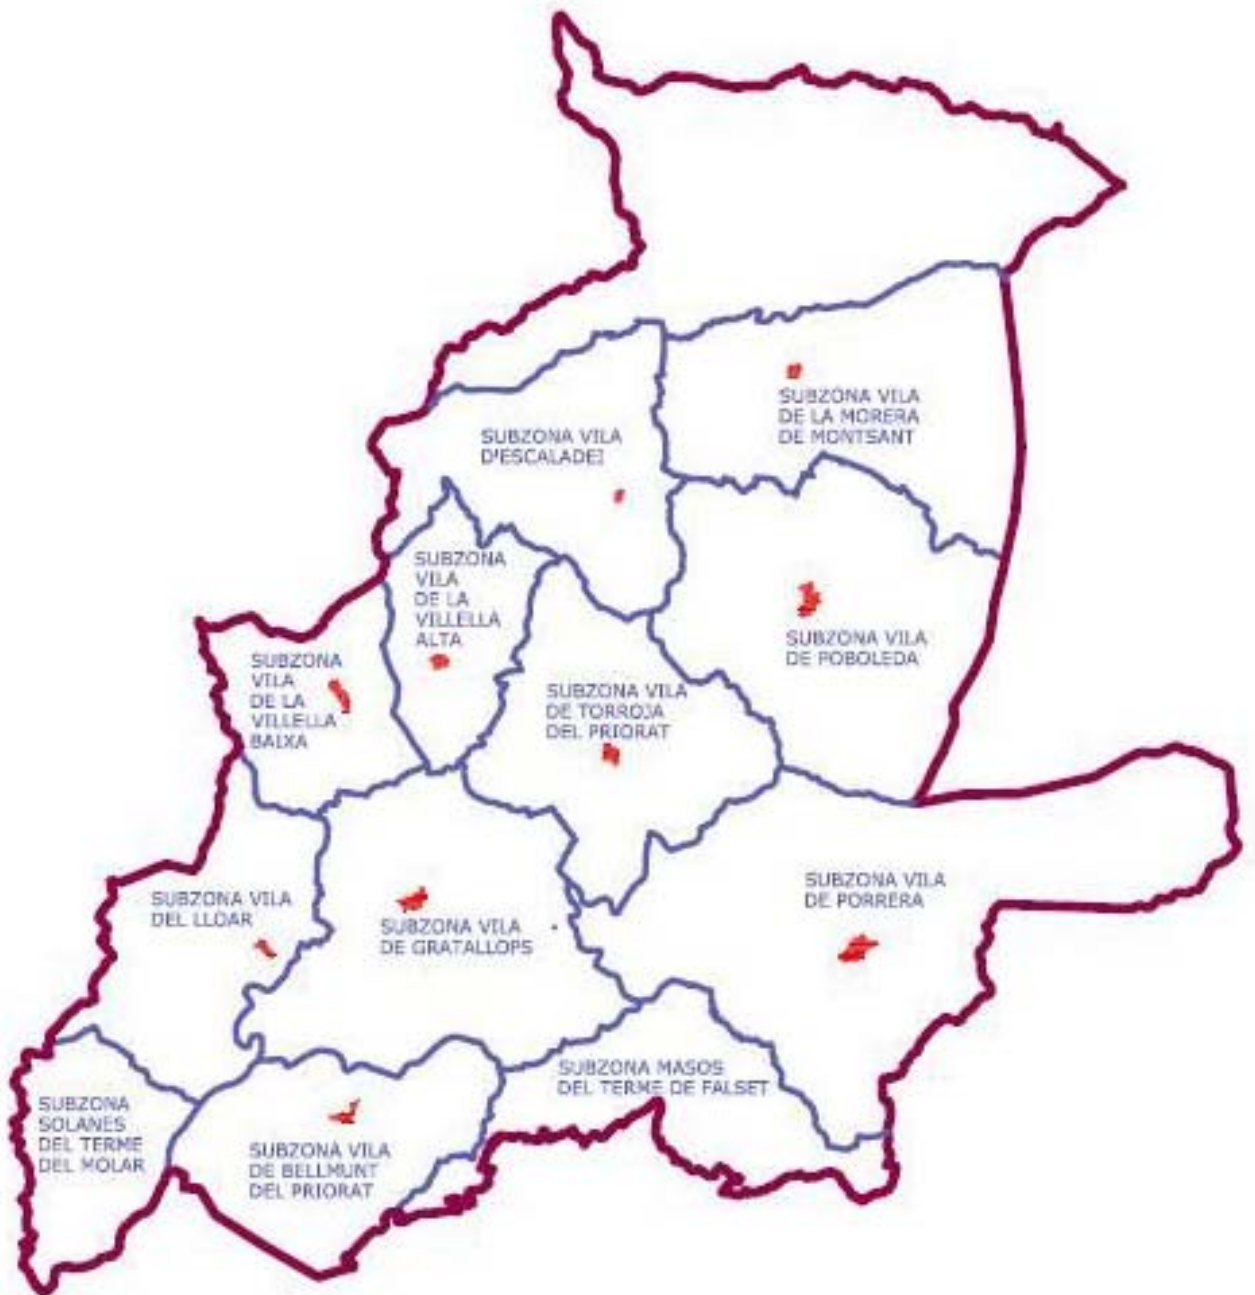 SUBZONA VILA
DE LA MORERA
DE MONTSANT
SUBZONA VILA
D'ESCALADEI
SUBZONA
VILA
DE LA
VILLELLA
ALTA
SUBZONA VILA
DE POBOLEDA
SUBZONA
VILA
DE LA
VILLELLA
BAIXA
SUBZONA VILA
DE TORROJA
DEL PRIORAT
SUBZONA VILA
DE PORRERA
SUBZONA VILA
DEL LLOAR
SUBZONA VILA
DE GRATALLOPS
SUBZONA MASOS
DEL TERME DE FALSET
SUBZONA
SOLANES
DEL TERME
DEL MOLAR
SUBZONA VILA
DE BELLMUNT
DEL PRIORAT